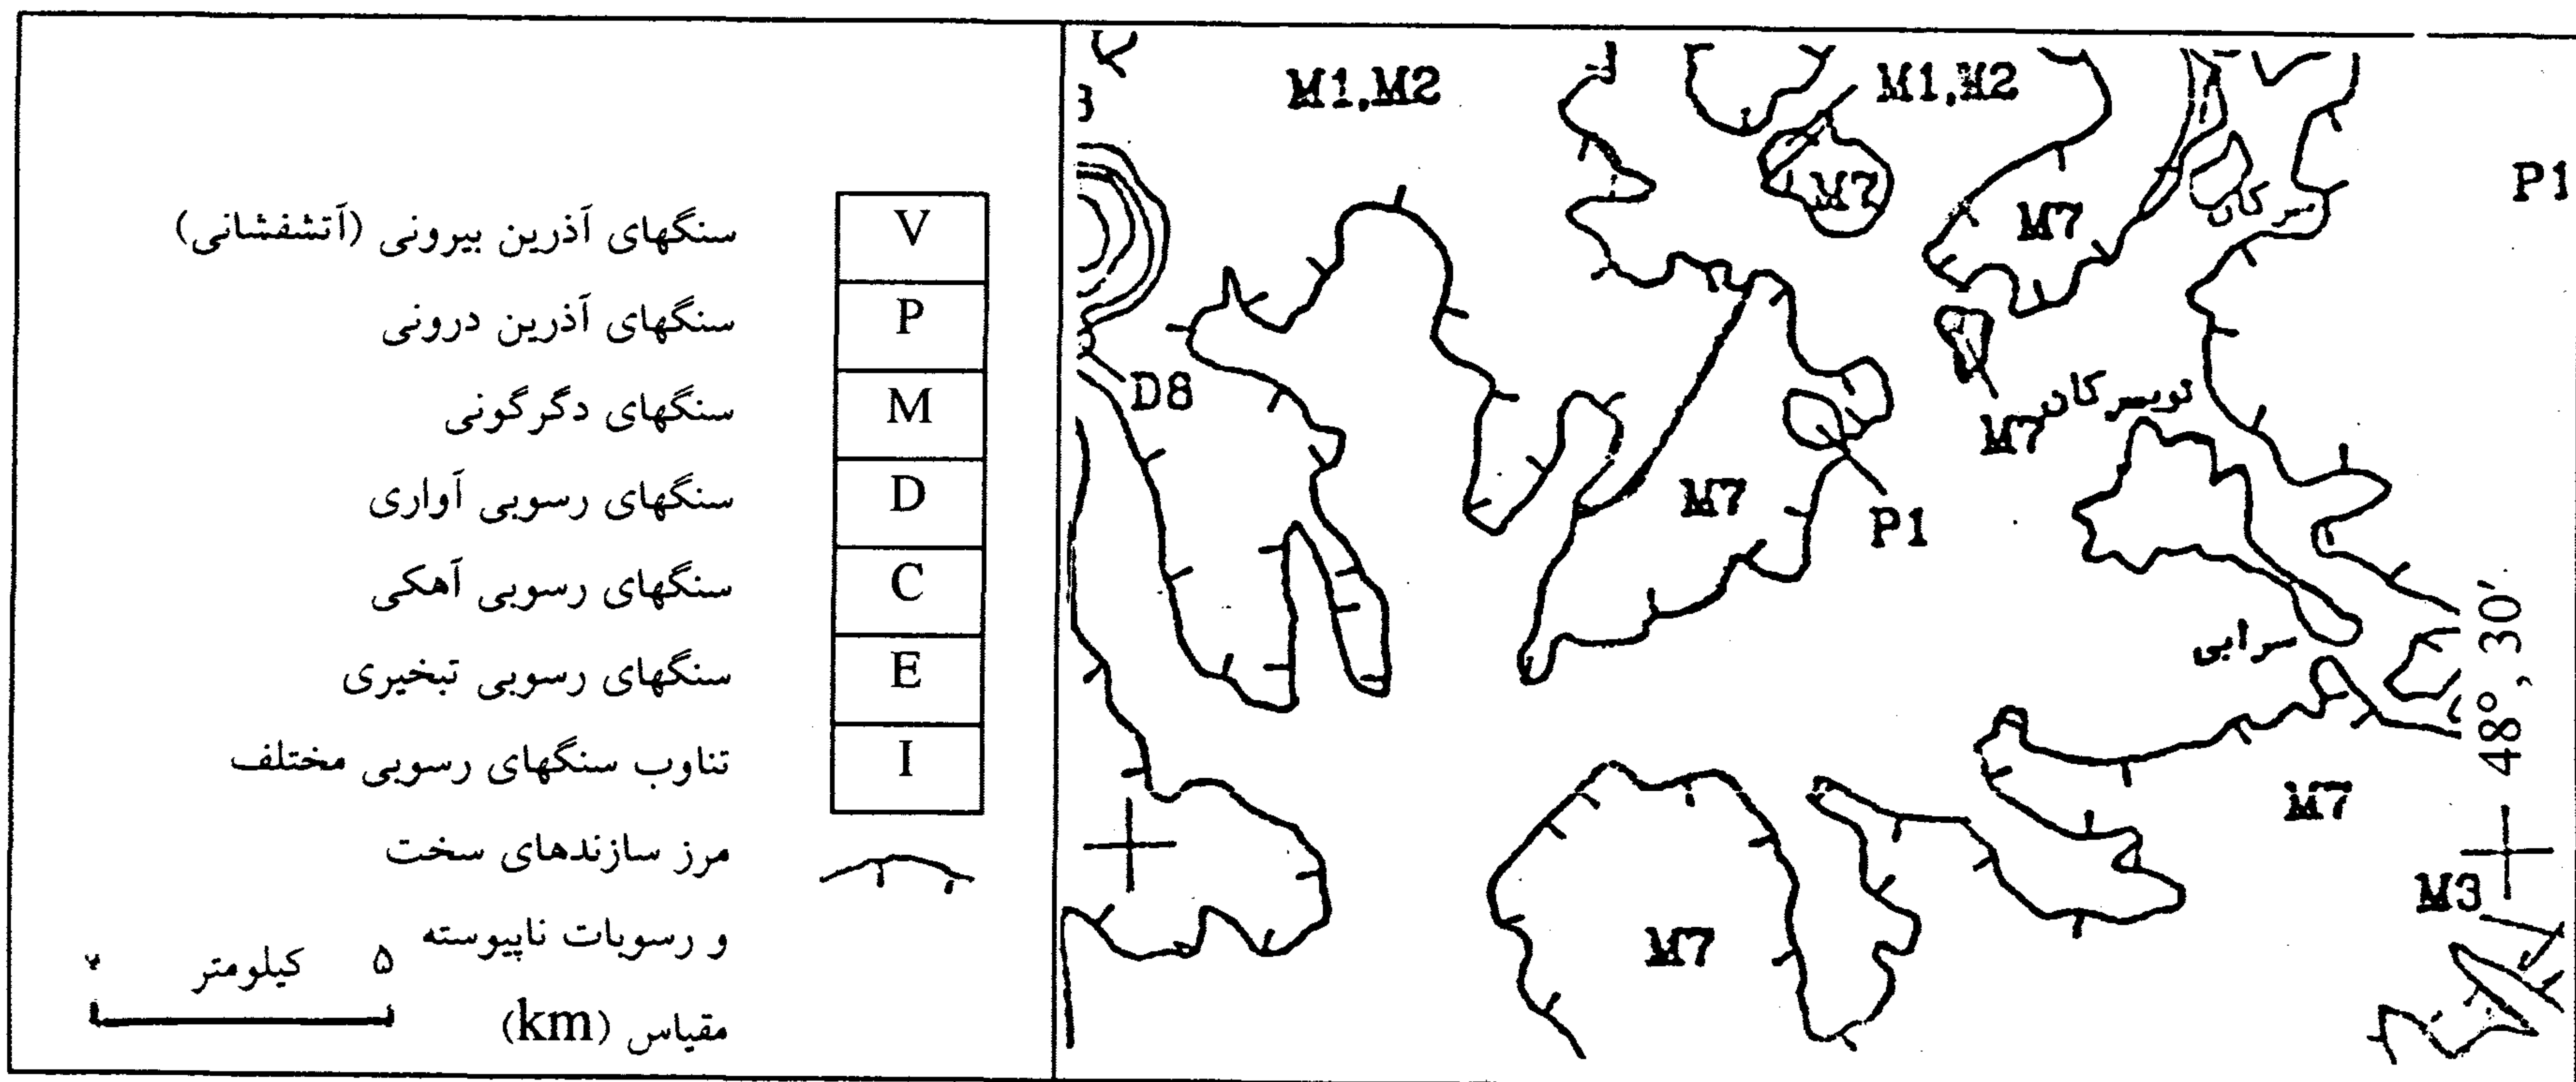 سنگهای آذرین بیرونی (آتشفشانی) V
سنگهای آذرین درونی P
سنگهای دگرگونی M
سنگهای رسوبی آواری D
سنگهای رسوبی آهکی C
سنگهای رسوبی تبخیری E
تناوب سنگهای رسوبی مختلف I
مرز سازندهای سخت
و رسوبات ناپیوسته
۵ کیلومتر
مقیاس (km)
M1,M2
M1,M2
P1
M7
M7
سرکان
D8
تویسرکان
M7
M7
P1
سرابی
48°, 30'
M7
M3
M7